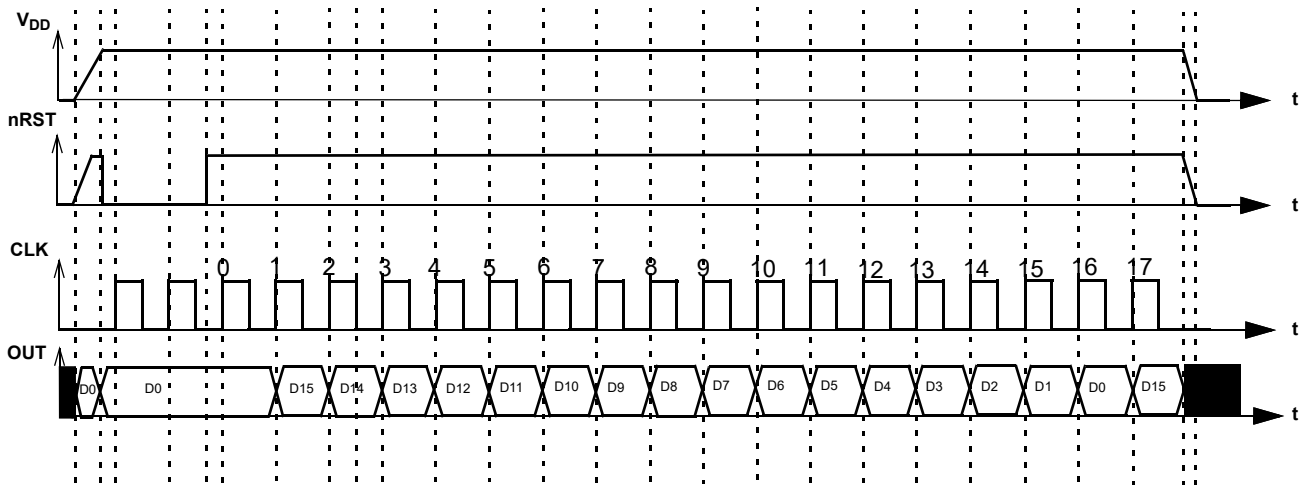 VDD
t
nRST
t
CLK
0 1 2 3 4 5 6 7 8 9 10 11 12 13 14 15 16 17
t
OUT
D0 D0 D15 D14 D13 D12 D11 D10 D9 D8 D7 D6 D5 D4 D3 D2 D1 D0 D15
t